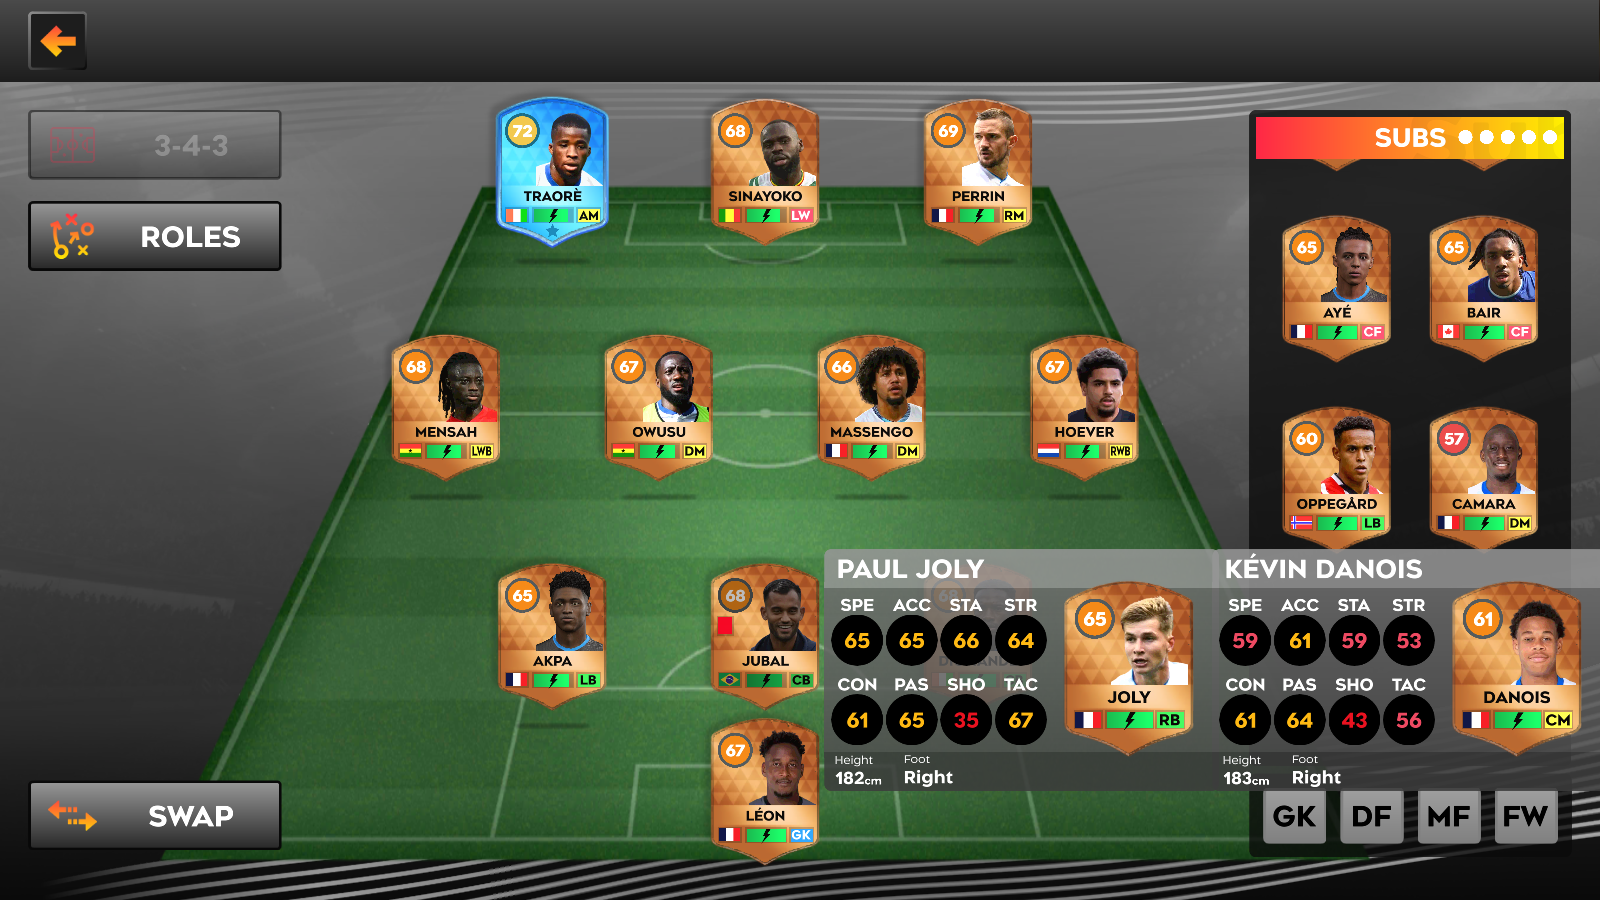 3-4-3
ROLES
SWAP
72
TRAORÈ
AM
68
SINAYOKO
LW
69
PERRIN
RM
68
MENSAH
LWB
67
OWUSU
DM
66
MASSENGO
DM
67
HOEVER
RWB
65
AKPA
LB
68
JUBAL
CB
67
LÉON
GK
SUBS
65
AYÉ
CF
65
BAIR
CF
60
OPPEGÅRD
LB
57
CAMARA
DM
PAUL JOLY
SPE ACC STA STR
65 65 66 64
CON PAS SHO TAC
61 65 35 67
Height Foot
182cm Right
65
JOLY
RB
KÉVIN DANOIS
SPE ACC STA STR
59 61 59 53
CON PAS SHO TAC
61 64 43 56
Height Foot
183cm Right
61
DANOIS
CM
GK DF MF FW